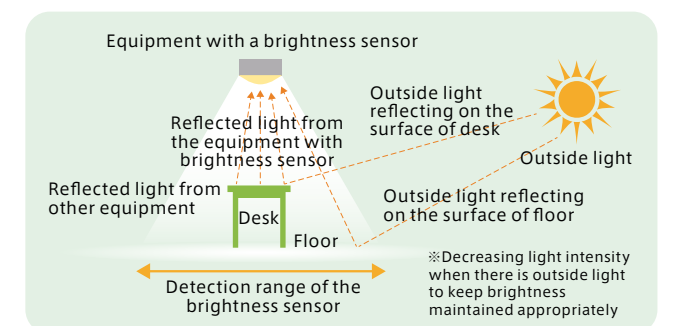 Equipment with a brightness sensor
Outside light
reflecting on the
surface of desk
Reflected light from
the equipment with
brightness sensor
Outside light
Reflected light from
other equipment
Outside light reflecting
on the surface of floor
Desk
Floor
Detection range of the
brightness sensor
※Decreasing light intensity
when there is outside light
to keep brightness
maintained appropriately